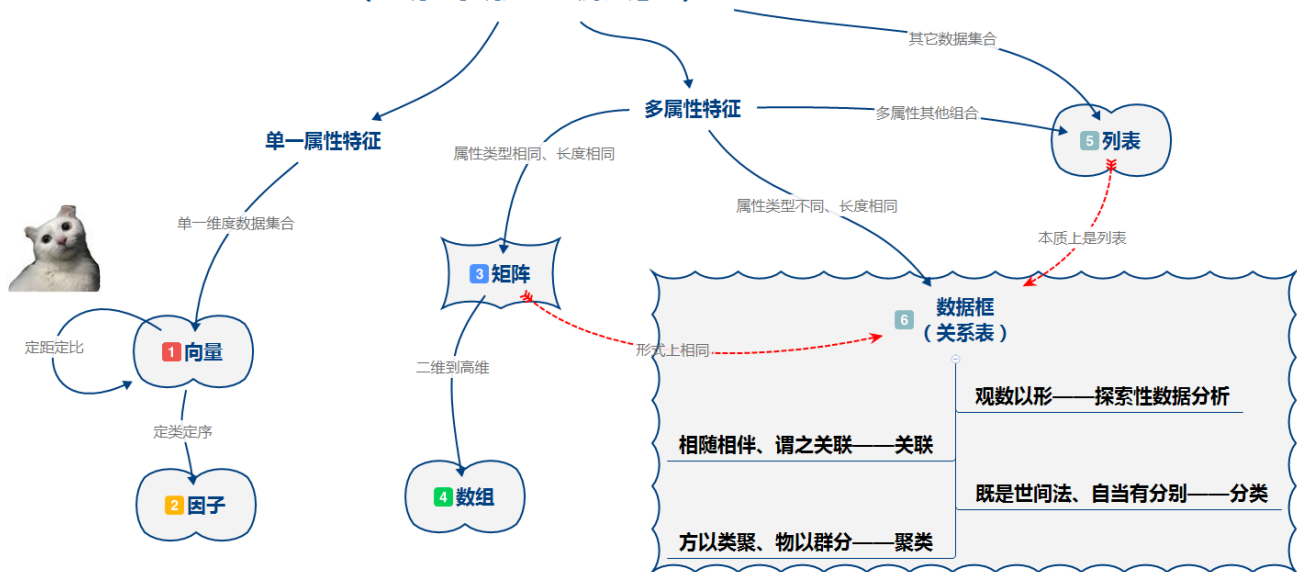 其它数据集合
多属性特征
多属性其他组合
5 列表
单一属性特征
属性类型相同、长度相同
属性类型不同、长度相同
单一维度数据集合
本质上是列表
3 矩阵
6 数据框
（关系表）
定距定比
1 向量
形式上相同
二维到高维
观数以形——探索性数据分析
定类定序
相随相伴、谓之关联——关联
2 因子
4 数组
既是世间法、自当有分别——分类
方以类聚、物以群分——聚类